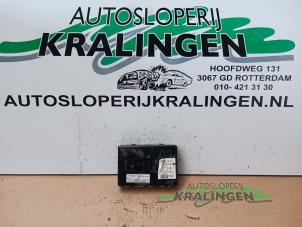 AUTOSLOPERIJ
KRALINGEN
HOOFDWEG 131
3067 GD ROTTERDAM
010- 421 31 30
AUTOSLOPERIJKRALINGEN.NL
AUTOSLOPERIJ
KRALINGEN